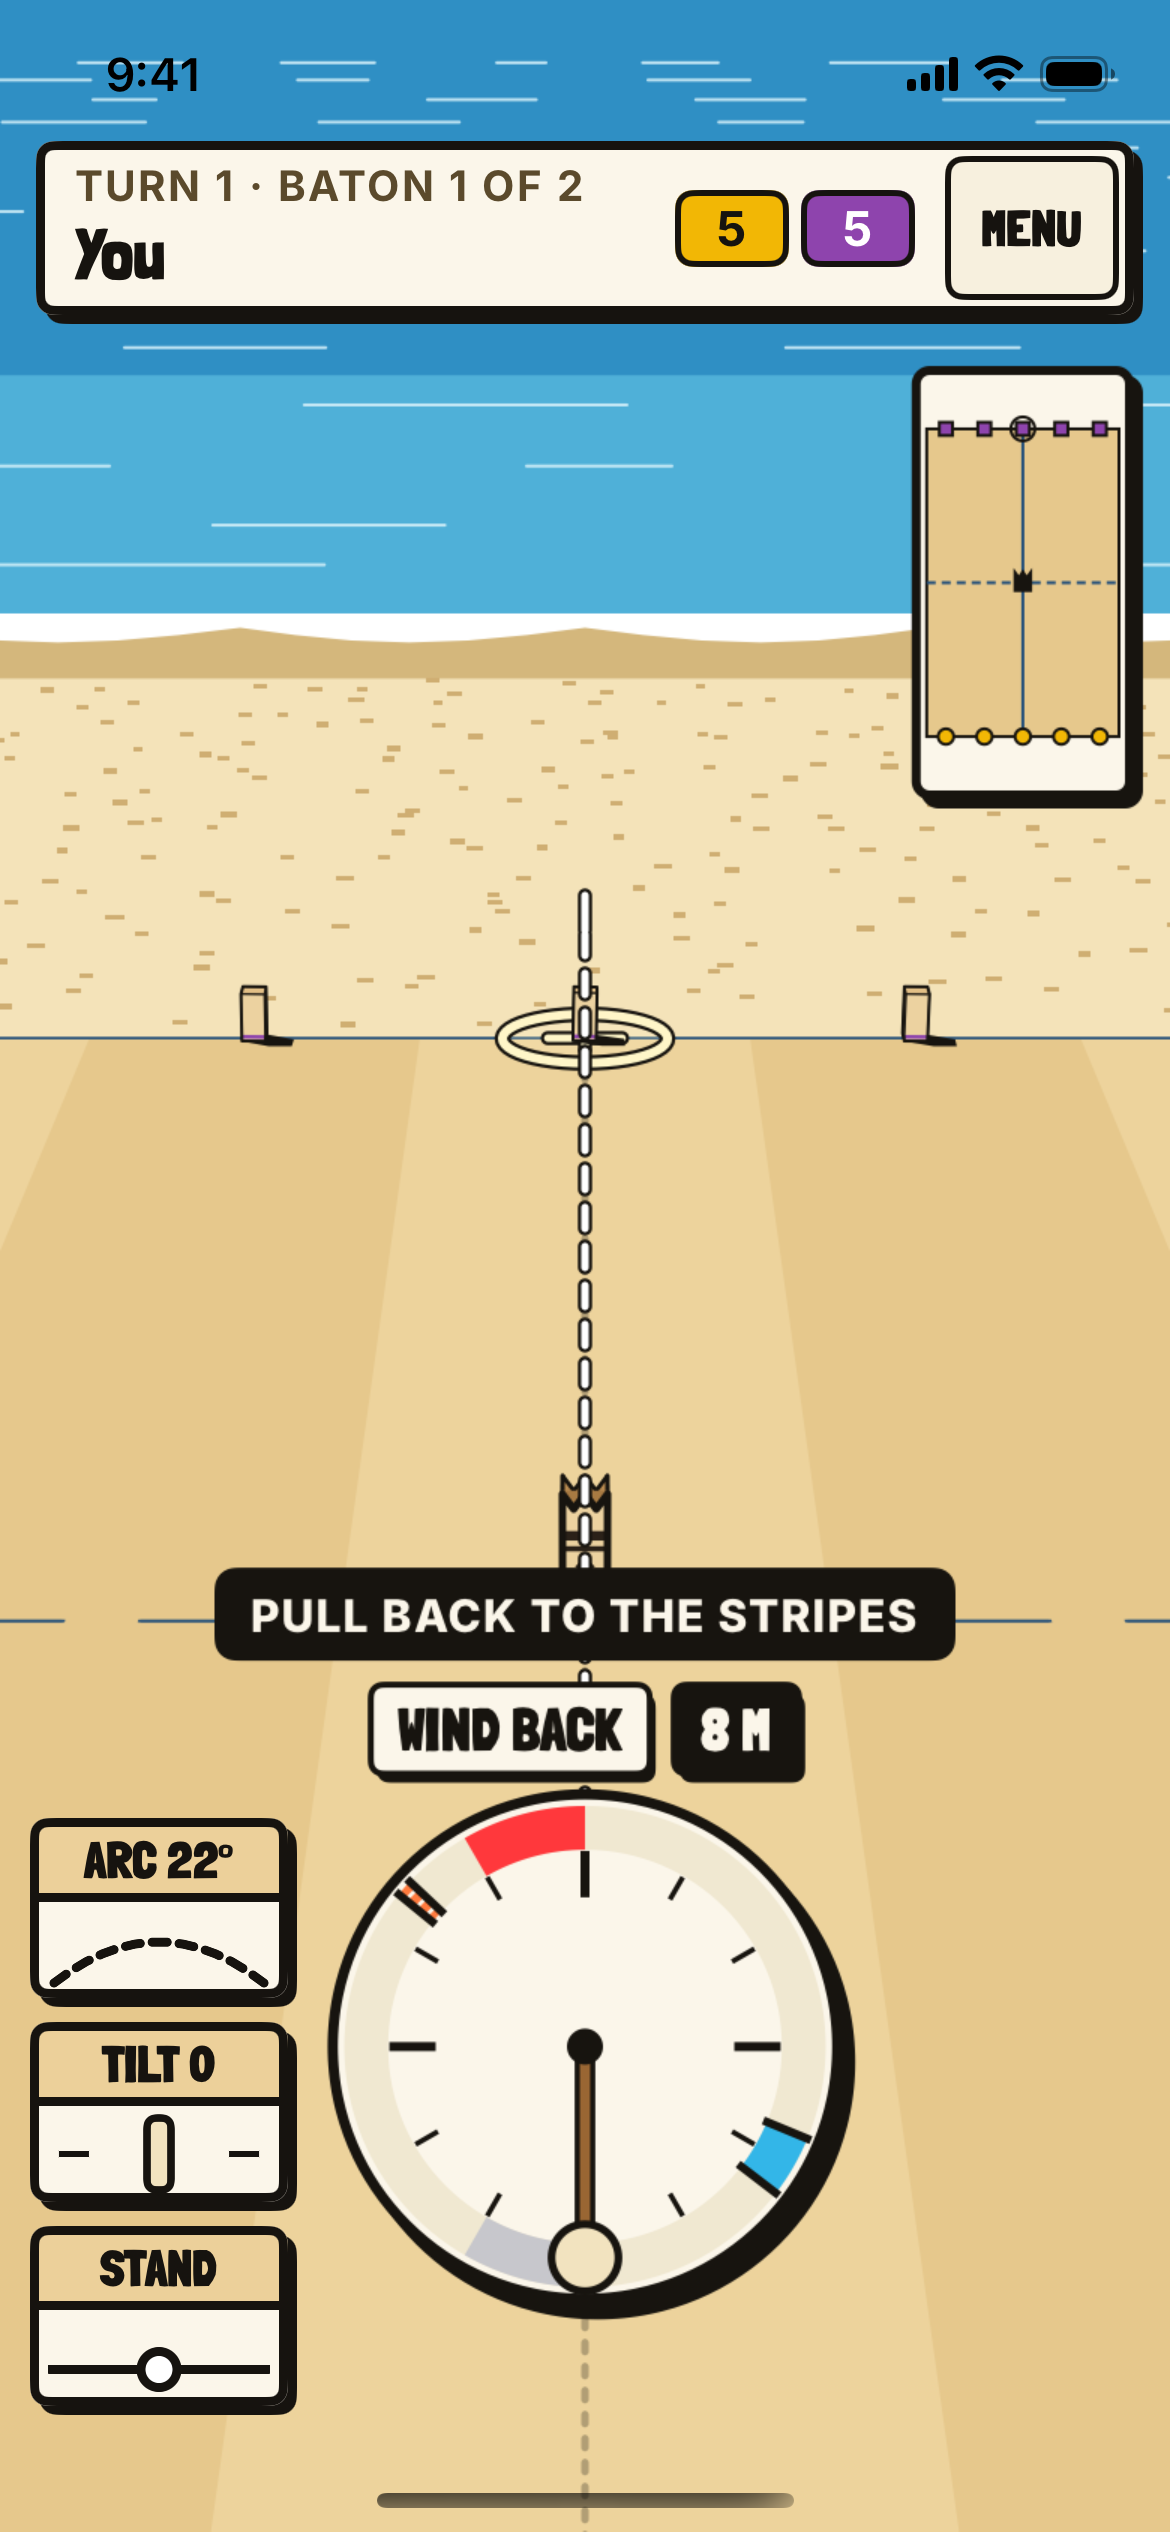 9:41
TURN 1 · BATON 1 OF 2
You
5
5
MENU
PULL BACK TO THE STRIPES
WIND BACK
8 M
ARC 22°
TILT 0
STAND